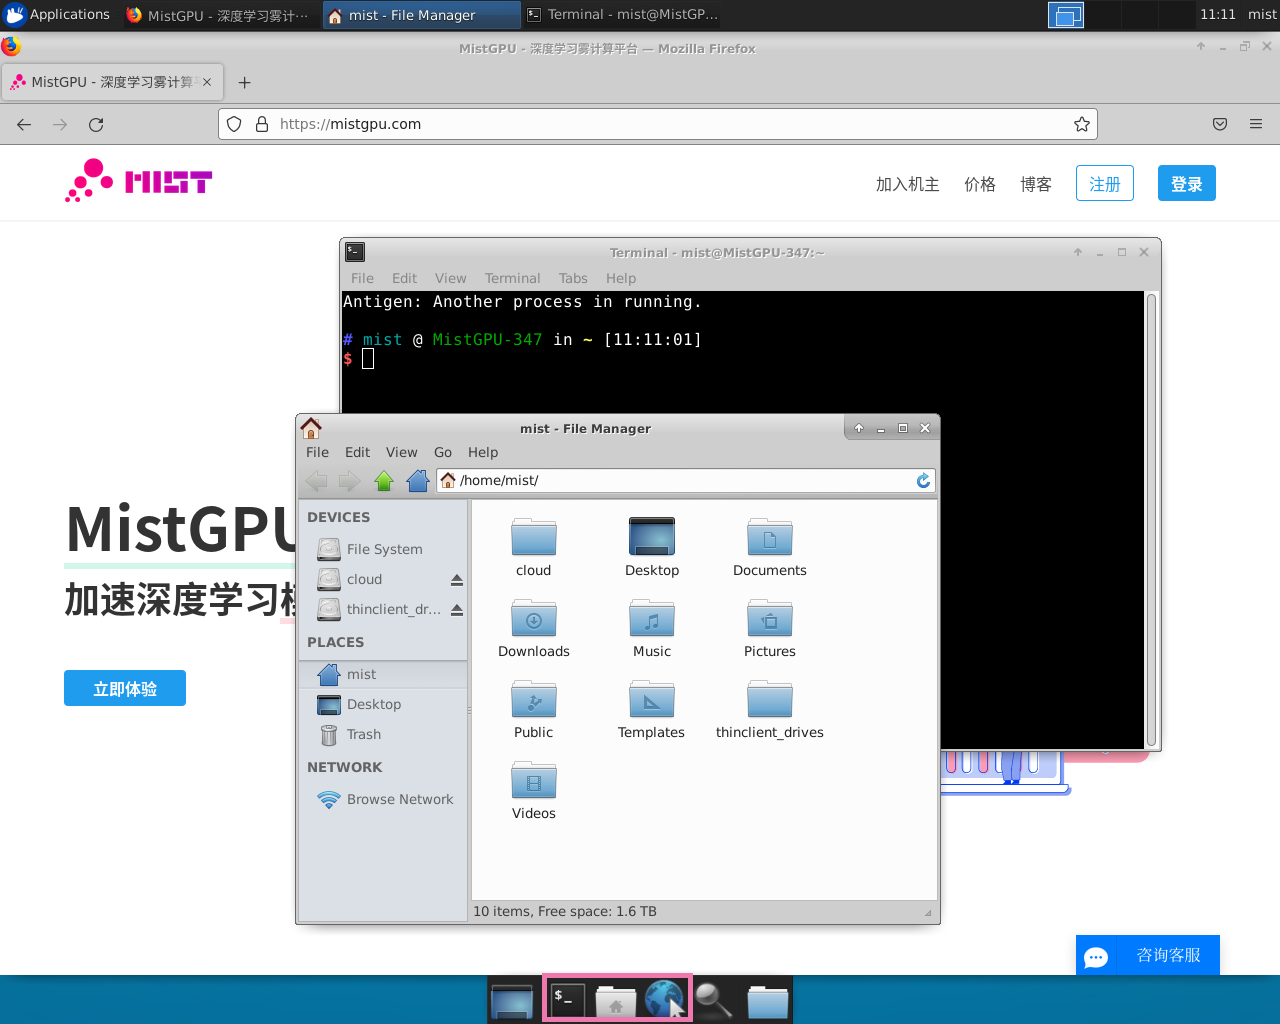 Applications
MistGPU - 深度学习雾计···
mist - File Manager
Terminal - mist@MistGP...
11:11
mist
MistGPU - 深度学习雾计算平台 — Mozilla Firefox
MistGPU - 深度学习雾计算
https://mistgpu.com
MIST
加入机主
价格
博客
注册
登录
Terminal - mist@MistGPU-347:~
File Edit View Terminal Tabs Help
Antigen: Another process in running.
# mist @ MistGPU-347 in ~ [11:11:01]
$
mist - File Manager
File Edit View Go Help
/home/mist/
DEVICES
File System
cloud
thinclient_dr...
PLACES
mist
Desktop
Trash
NETWORK
Browse Network
cloud
Desktop
Documents
Downloads
Music
Pictures
Public
Templates
thinclient_drives
Videos
10 items, Free space: 1.6 TB
MistGPU
加速深度学习
立即体验
咨询客服
$_